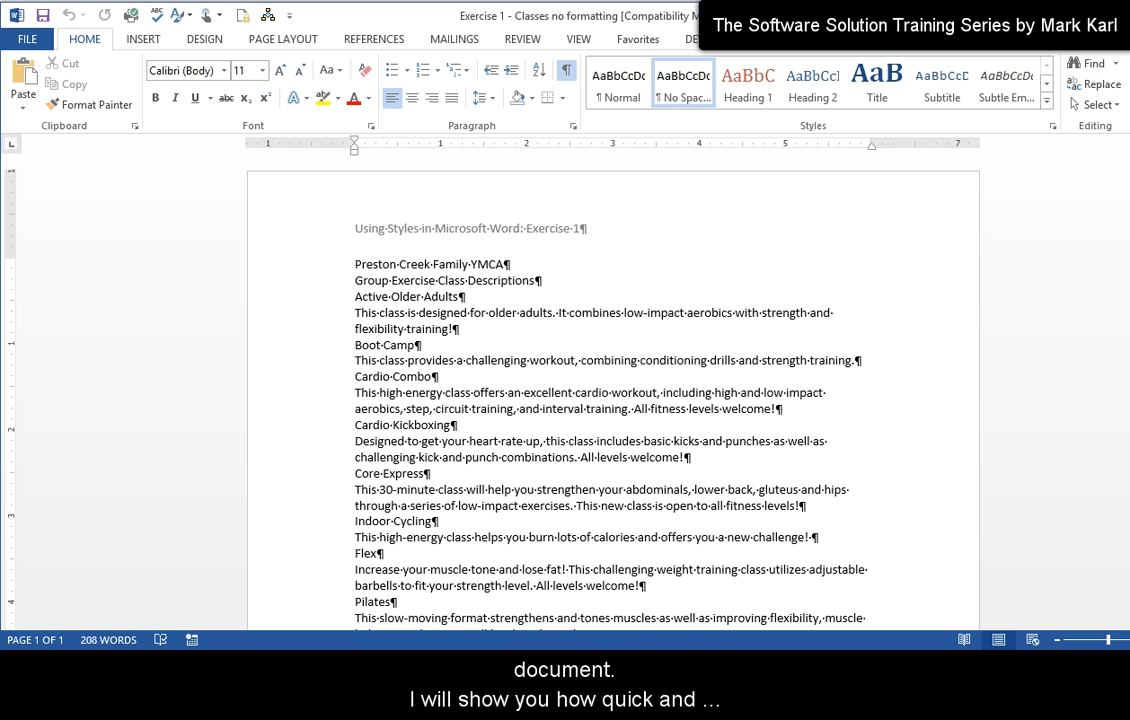 Exercise 1 - Classes no formatting [Compatibility M
The Software Solution Training Series by Mark Karl
FILE HOME INSERT DESIGN PAGE LAYOUT REFERENCES MAILINGS REVIEW VIEW Favorites DE
Paste
Cut
Copy
Format Painter
Clipboard
Calibri (Body) 11
Font
Paragraph
AaBbCcDc AaBbCcDc AaBbC AaBbCcI AaB AaBbCcD AaBbCcDc
¶ Normal ¶ No Spac... Heading 1 Heading 2 Title Subtitle Subtle Em...
Styles
Find
Replace
Select
Editing
1 1 2 3 4 5 7
Using·Styles·in·Microsoft·Word:·Exercise·1¶
Preston·Creek·Family·YMCA¶
Group·Exercise·Class·Descriptions¶
Active·Older·Adults¶
This·class·is·designed·for·older·adults.·It·combines·low-impact·aerobics·with·strength·and·
flexibility·training!¶
Boot·Camp¶
This·class·provides·a·challenging·workout,·combining·conditioning·drills·and·strength·training.¶
Cardio·Combo¶
This·high-energy·class·offers·an·excellent·cardio·workout,·including·high·and·low·impact·
aerobics,·step,·circuit·training,·and·interval·training.·All·fitness·levels·welcome!¶
Cardio·Kickboxing¶
Designed·to·get·your·heart·rate·up,·this·class·includes·basic·kicks·and·punches·as·well·as·
challenging·kick·and·punch·combinations.·All·levels·welcome!¶
Core·Express¶
This·30-minute·class·will·help·you·strengthen·your·abdominals,·lower·back,·gluteus·and·hips·
through·a·series·of·low-impact·exercises.·This·new·class·is·open·to·all·fitness·levels!¶
Indoor·Cycling¶
This·high-energy·class·helps·you·burn·lots·of·calories·and·offers·you·a·new·challenge!·¶
Flex¶
Increase·your·muscle·tone·and·lose·fat!·This·challenging·weight·training·class·utilizes·adjustable·
barbells·to·fit·your·strength·level.·All·levels·welcome!¶
Pilates¶
This·slow-moving·format·strengthens·and·tones·muscles·as·well·as·improving·flexibility,·muscle·
PAGE 1 OF 1 208 WORDS
document.
I will show you how quick and ...